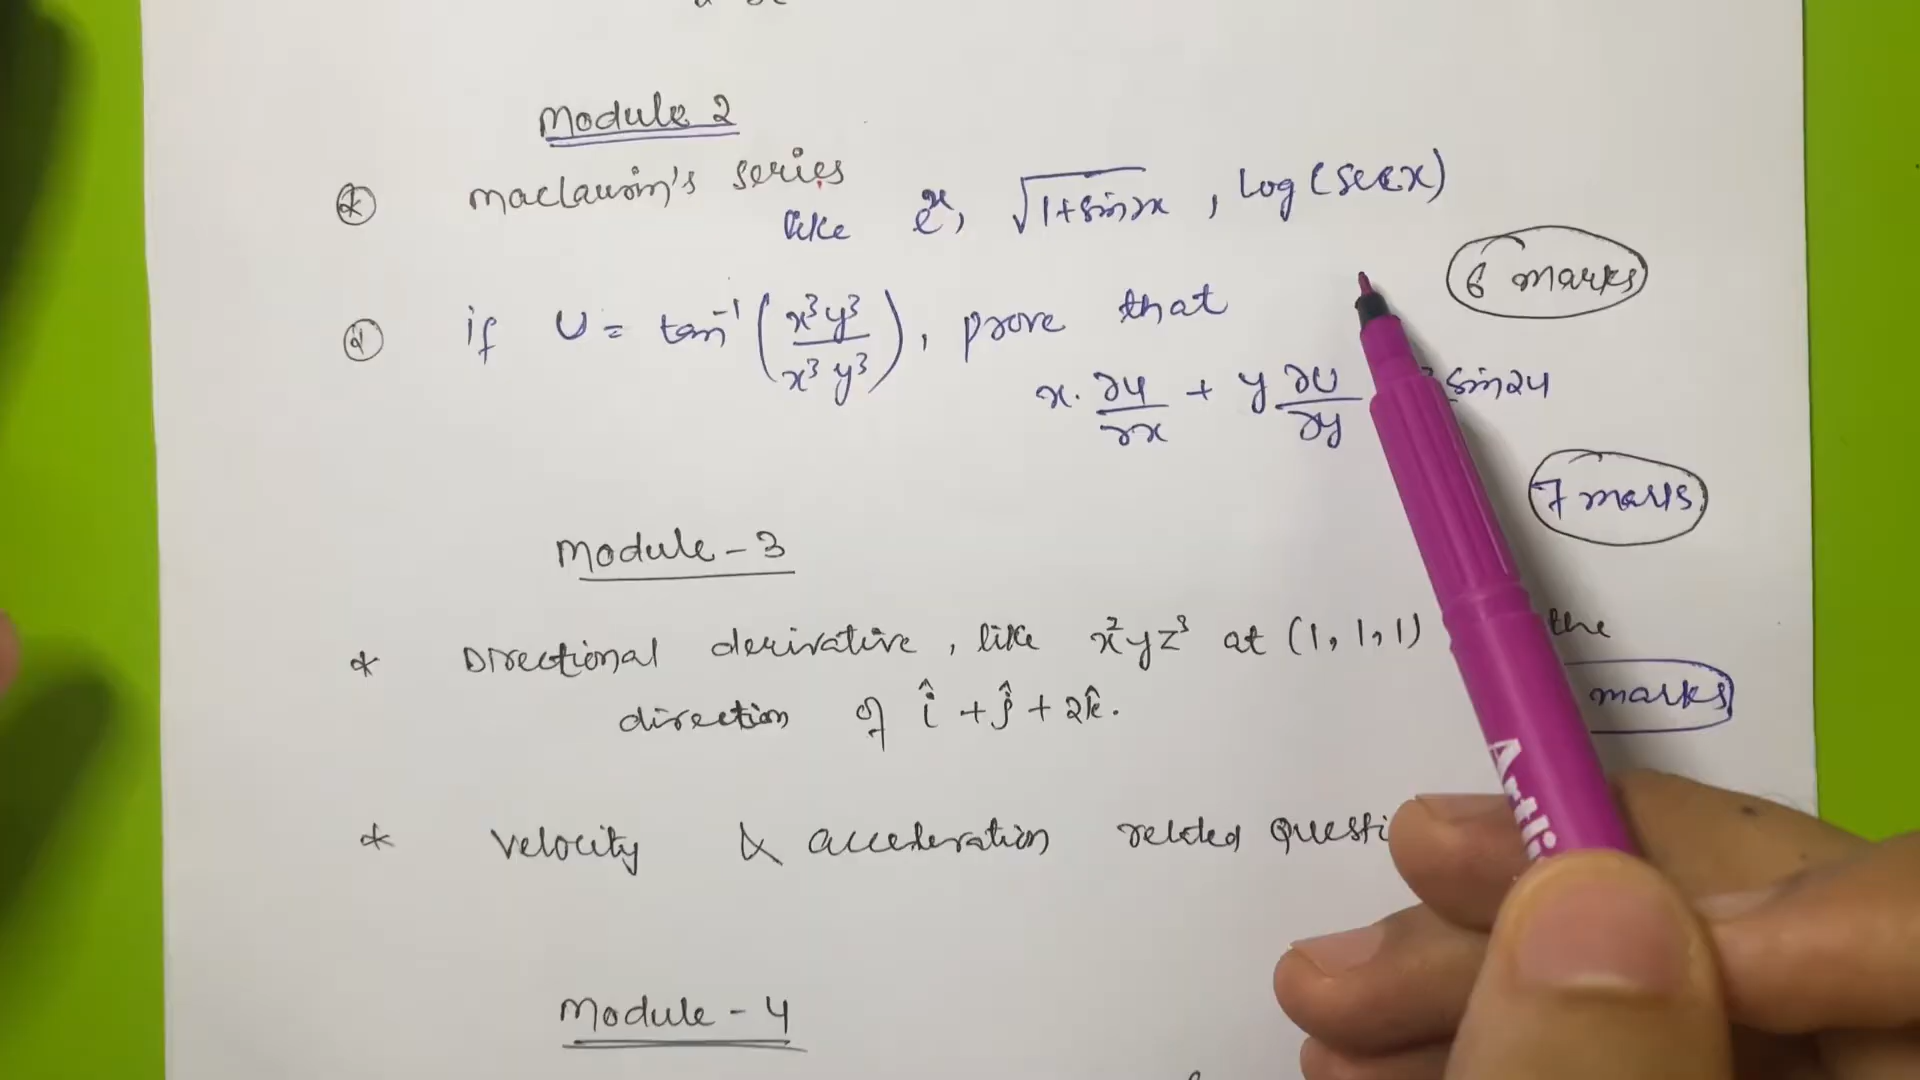 Module 2
* maclaurin's series
like eˣ, √1+sin2x , log(secx)
6 marks
* if U = tan⁻¹ (x³y³ / x³y³), prove that
x. ∂u/∂x + y ∂U/∂y sin2u
7 marks
Module - 3
* Directional derivative, like x²yz³ at (1,1,1) the
direction of î + ĵ + 2k̂.
marks
* velocity & acceleration related Questi
Module - 4
Artli